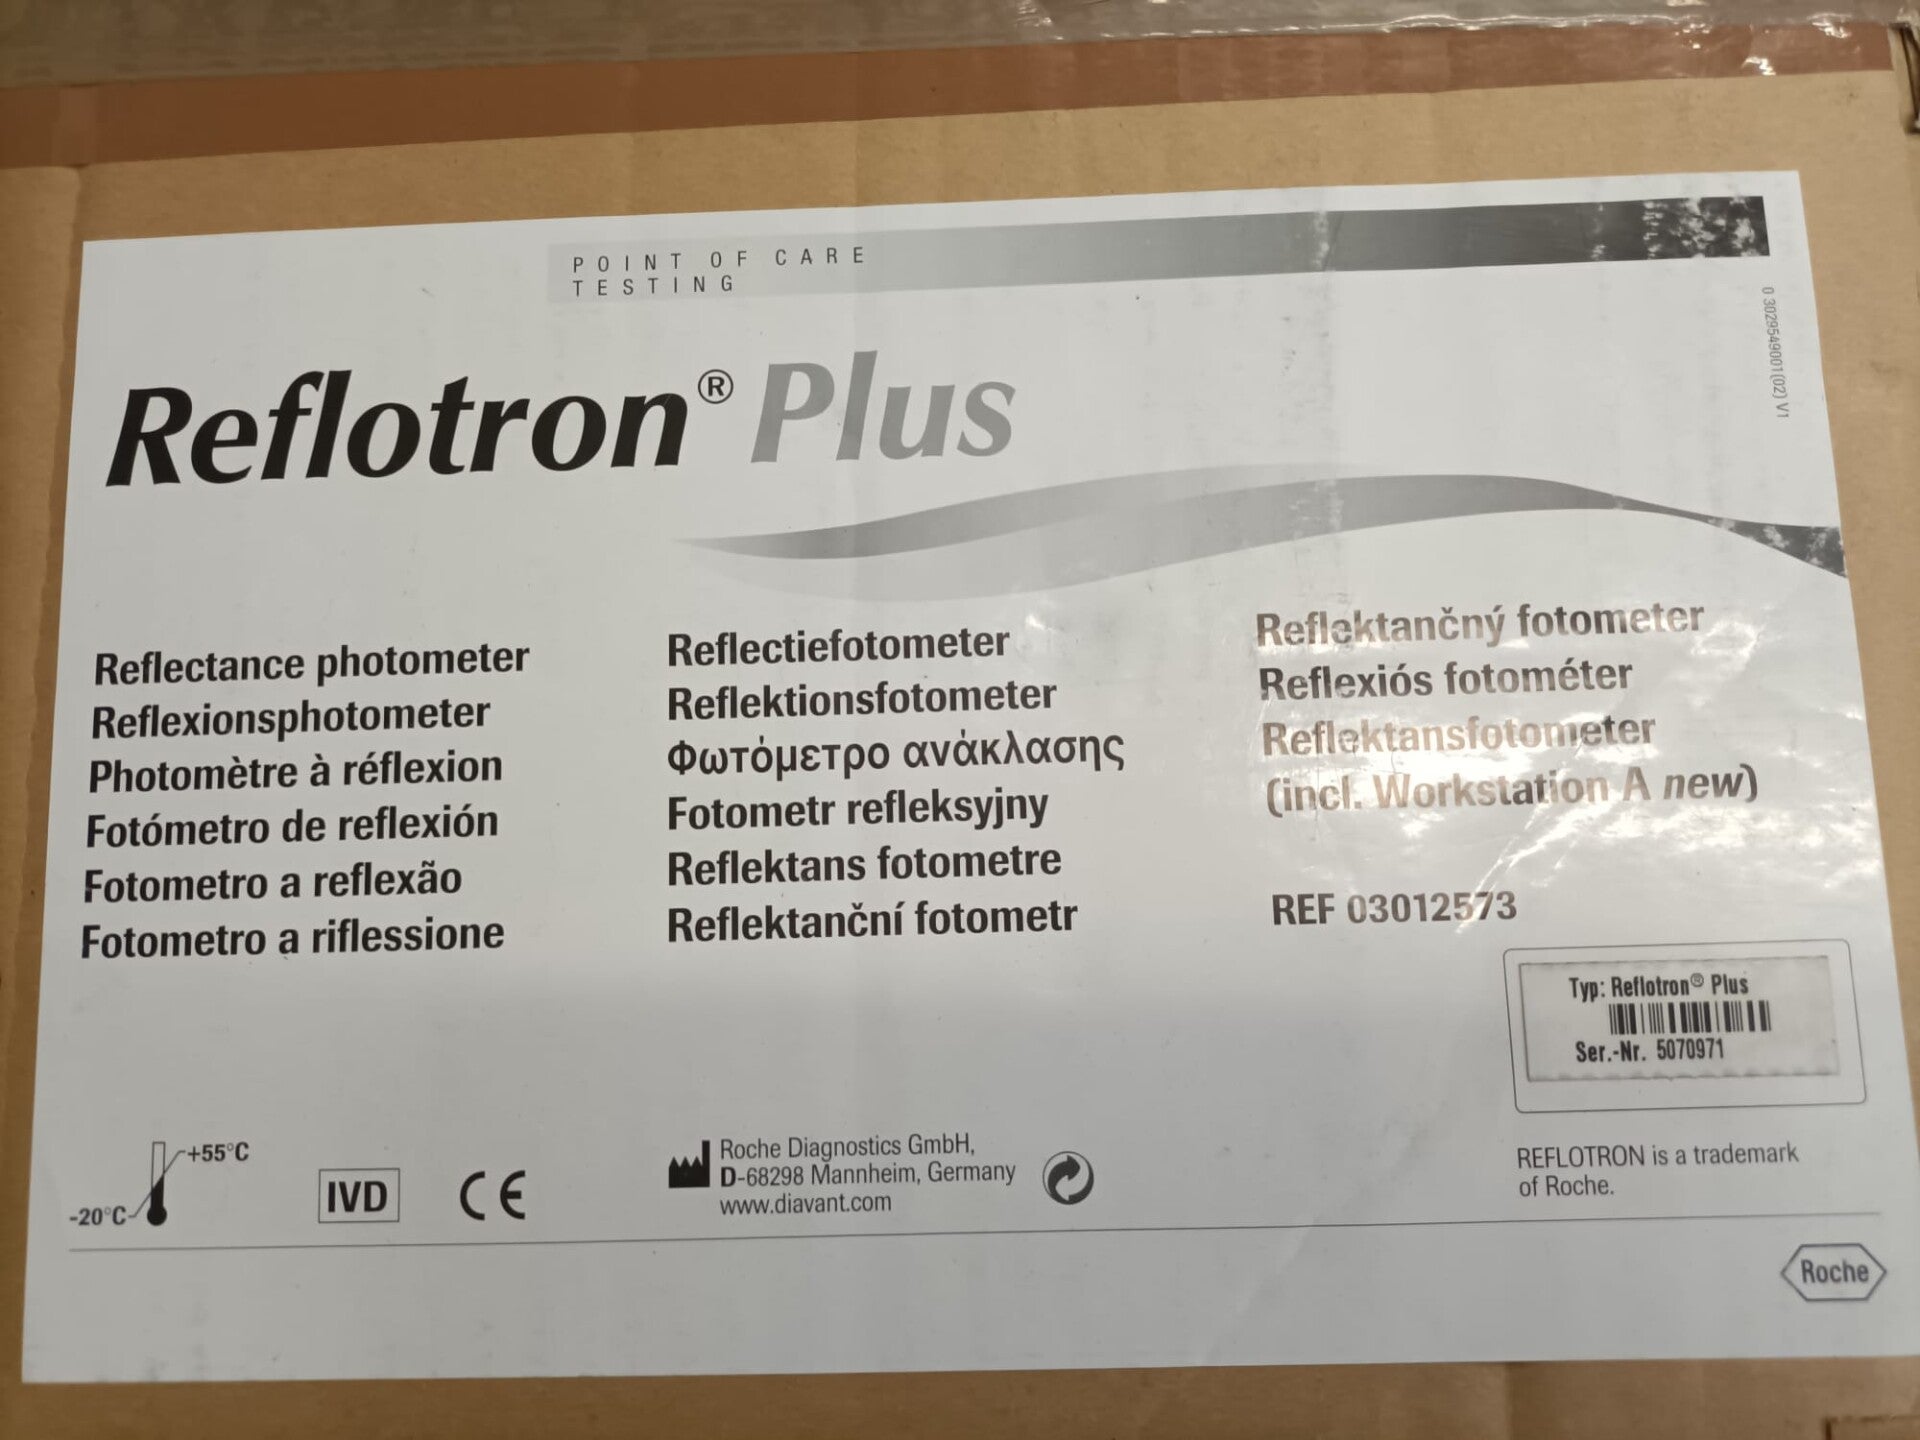 POINT OF CARE
TESTING
0 3029549001(02) V1
Reflotron® Plus
Reflectance photometer
Reflexionsphotometer
Photomètre à réflexion
Fotómetro de reflexión
Fotometro a reflexão
Fotometro a riflessione
Reflectiefotometer
Reflektionsfotometer
Φωτόμετρο ανάκλασης
Fotometr refleksyjny
Reflektans fotometre
Reflektanční fotometr
Reflektančný fotometer
Reflexiós fotométer
Reflektansfotometer
(incl. Workstation A new)
REF 03012573
Typ: Reflotron® Plus
Ser.-Nr. 5070971
+55°C
-20°C
IVD
CE
Roche Diagnostics GmbH,
D-68298 Mannheim, Germany
www.diavant.com
REFLOTRON is a trademark
of Roche.
Roche